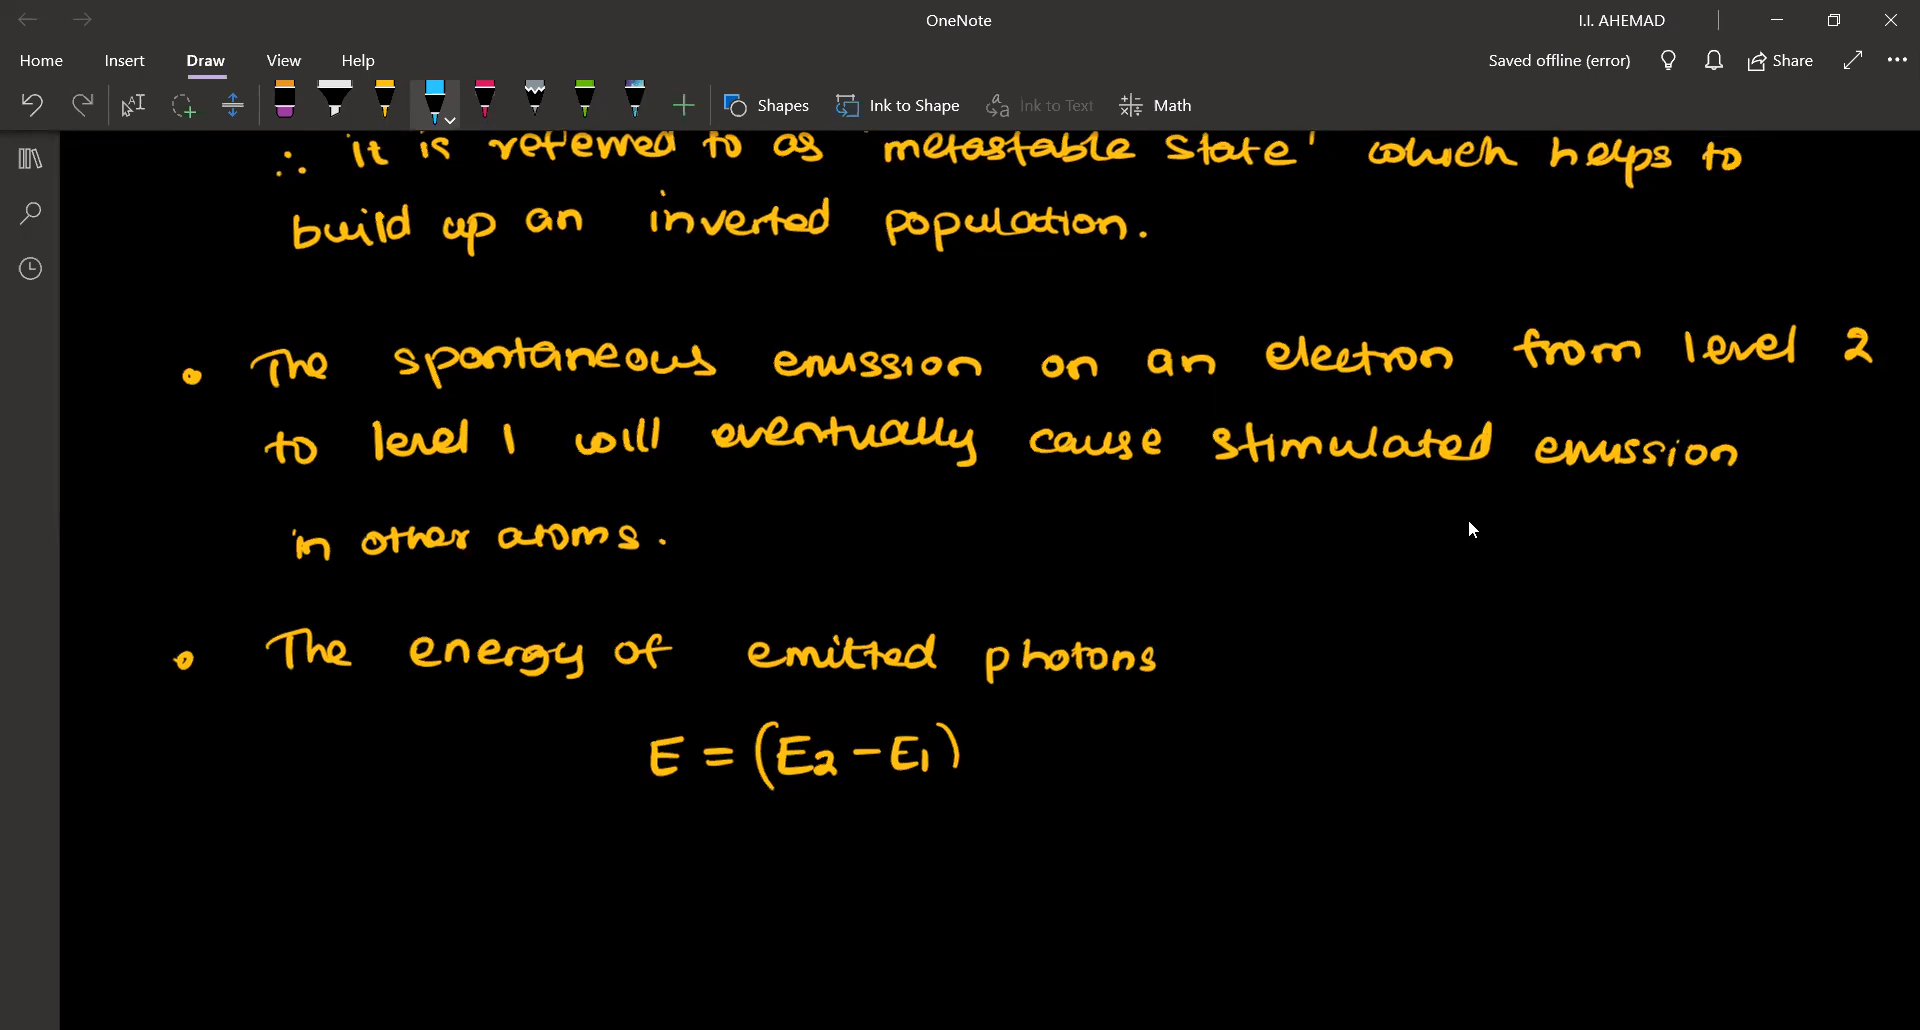 OneNote
I.I. AHEMAD
Home Insert Draw View Help
Saved offline (error) Share
Shapes Ink to Shape Ink to Text Math
∴ it is referred to as 'metastable state' which helps to
build up an inverted population.
• The spontaneous emission on an electron from level 2
to level 1 will eventually cause stimulated emission
in other atoms.
• The energy of emitted photons
E = (E₂ - E₁)